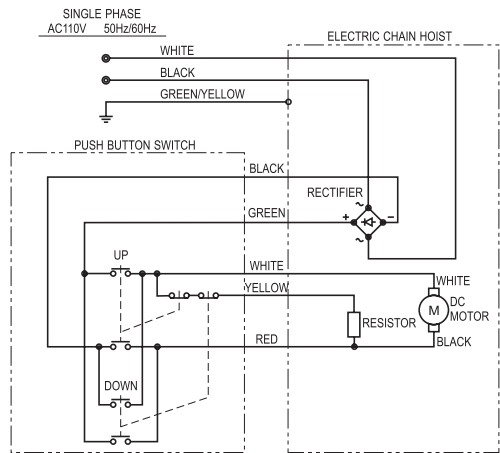 SINGLE PHASE
AC110V 50Hz/60Hz
ELECTRIC CHAIN HOIST
WHITE
BLACK
GREEN/YELLOW
PUSH BUTTON SWITCH
BLACK
RECTIFIER
~
GREEN
+
−
~
UP
WHITE
WHITE
YELLOW
DC
MOTOR
M
RESISTOR
RED
BLACK
DOWN